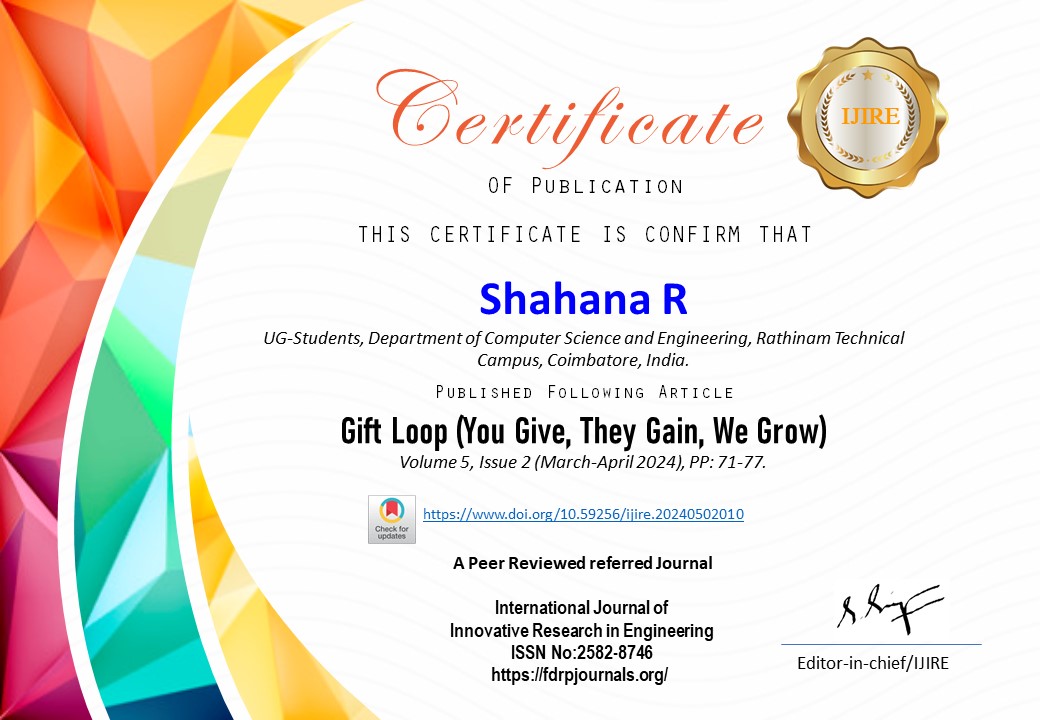 Certificate
IJIRE
OF PUBLICATION
THIS CERTIFICATE IS CONFIRM THAT
Shahana R
UG-Students, Department of Computer Science and Engineering, Rathinam Technical
Campus, Coimbatore, India.
PUBLISHED FOLLOWING ARTICLE
Gift Loop (You Give, They Gain, We Grow)
Volume 5, Issue 2 (March-April 2024), PP: 71-77.
Check for
updates
https://www.doi.org/10.59256/ijire.20240502010
A Peer Reviewed referred Journal
International Journal of
Innovative Research in Engineering
ISSN No:2582-8746
https://fdrpjournals.org/
Editor-in-chief/IJIRE